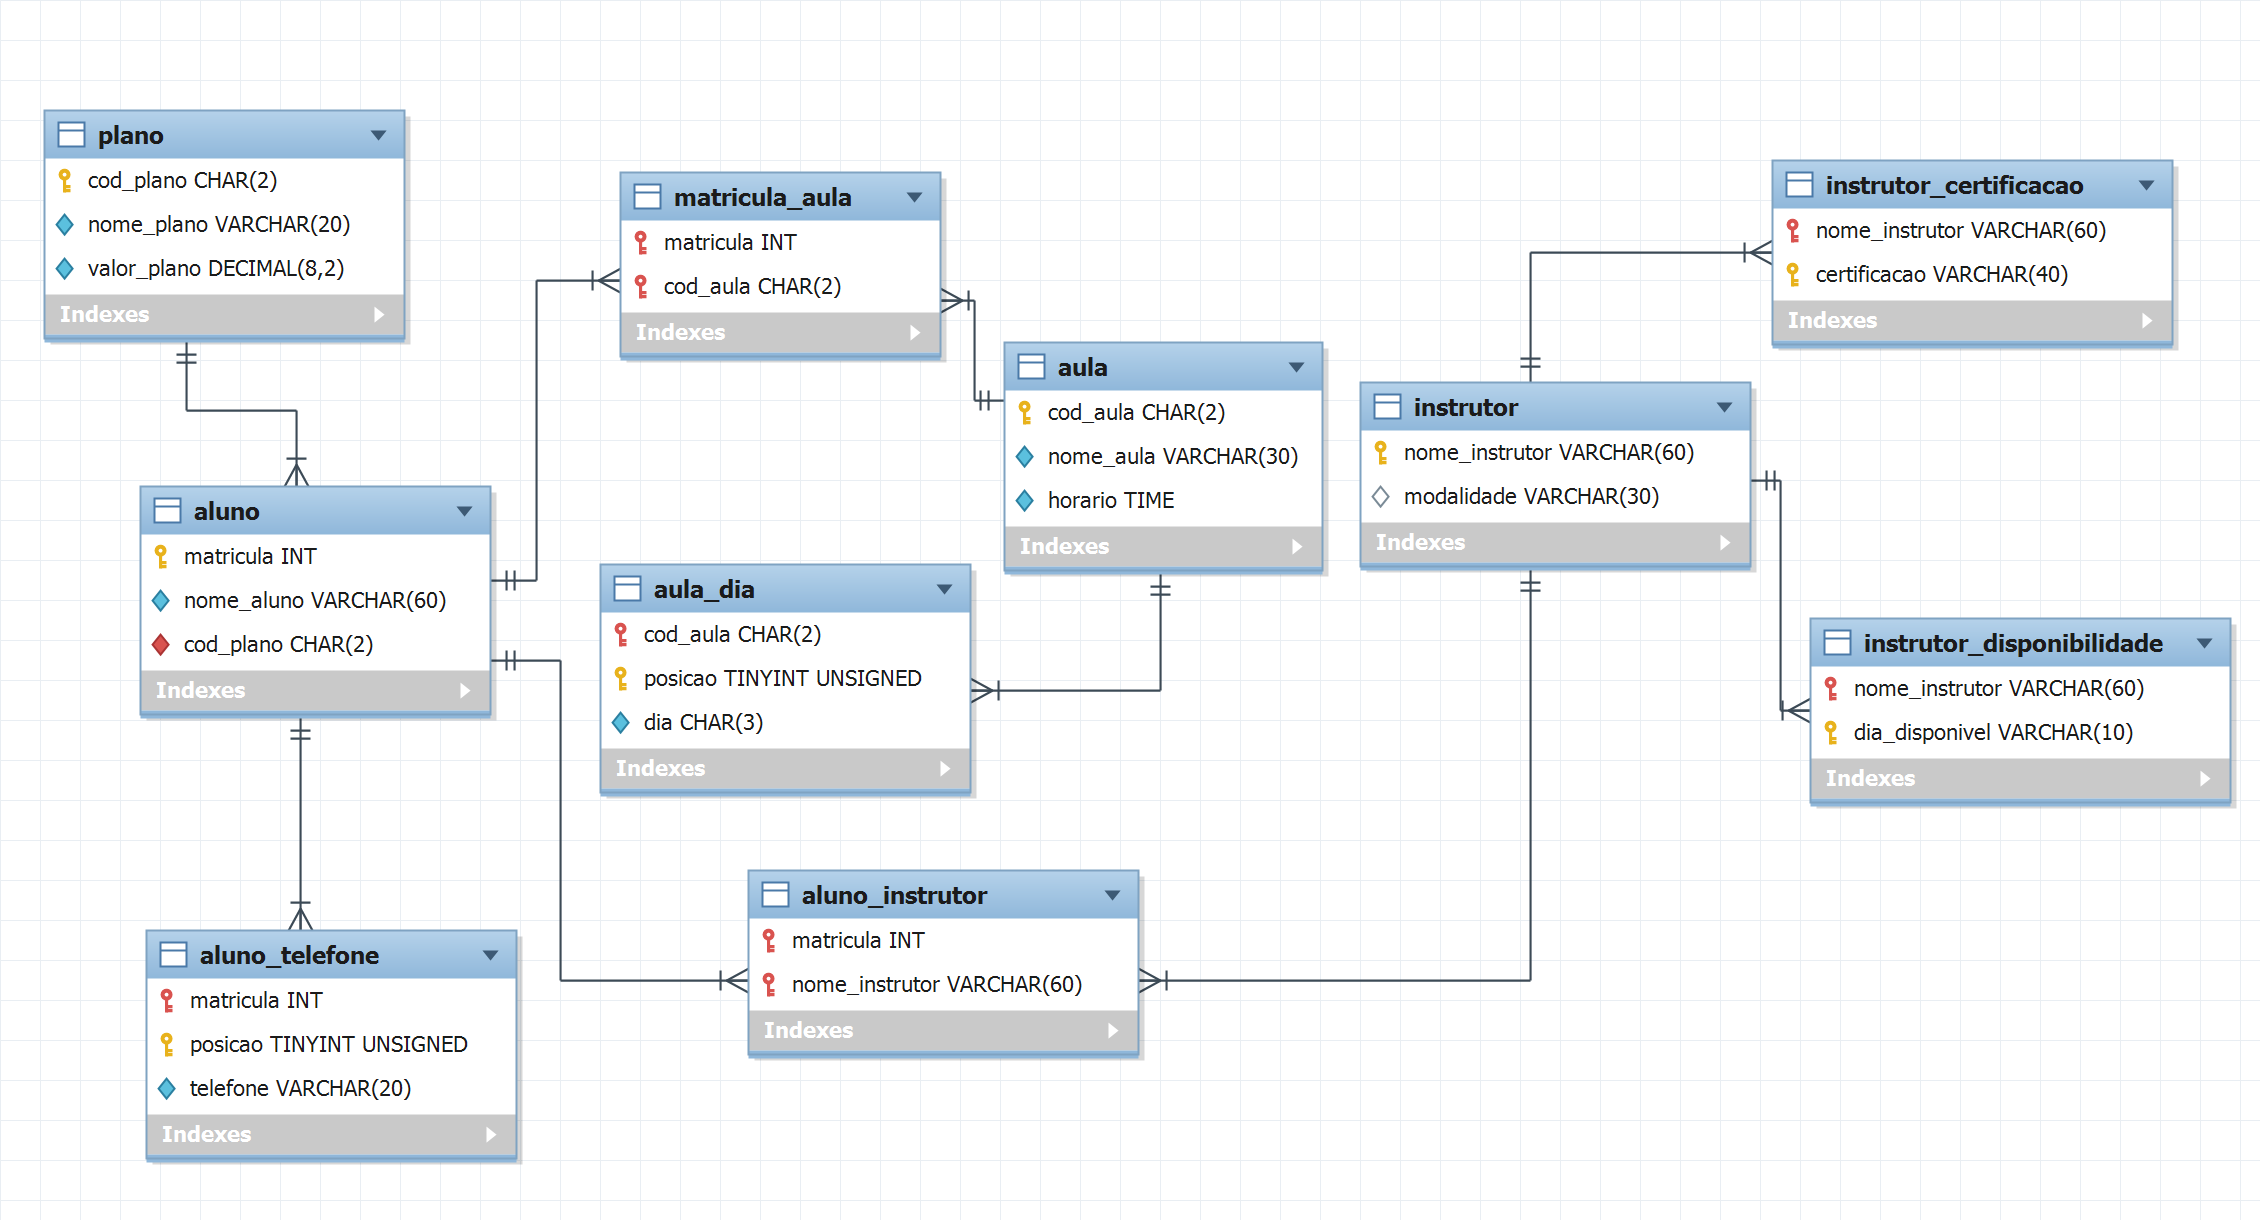 plano
cod_plano CHAR(2)
nome_plano VARCHAR(20)
valor_plano DECIMAL(8,2)
Indexes
matricula_aula
matricula INT
cod_aula CHAR(2)
Indexes
instrutor_certificacao
nome_instrutor VARCHAR(60)
certificacao VARCHAR(40)
Indexes
aula
cod_aula CHAR(2)
nome_aula VARCHAR(30)
horario TIME
Indexes
instrutor
nome_instrutor VARCHAR(60)
modalidade VARCHAR(30)
Indexes
aluno
matricula INT
nome_aluno VARCHAR(60)
cod_plano CHAR(2)
Indexes
aula_dia
cod_aula CHAR(2)
posicao TINYINT UNSIGNED
dia CHAR(3)
Indexes
instrutor_disponibilidade
nome_instrutor VARCHAR(60)
dia_disponivel VARCHAR(10)
Indexes
aluno_instrutor
matricula INT
nome_instrutor VARCHAR(60)
Indexes
aluno_telefone
matricula INT
posicao TINYINT UNSIGNED
telefone VARCHAR(20)
Indexes